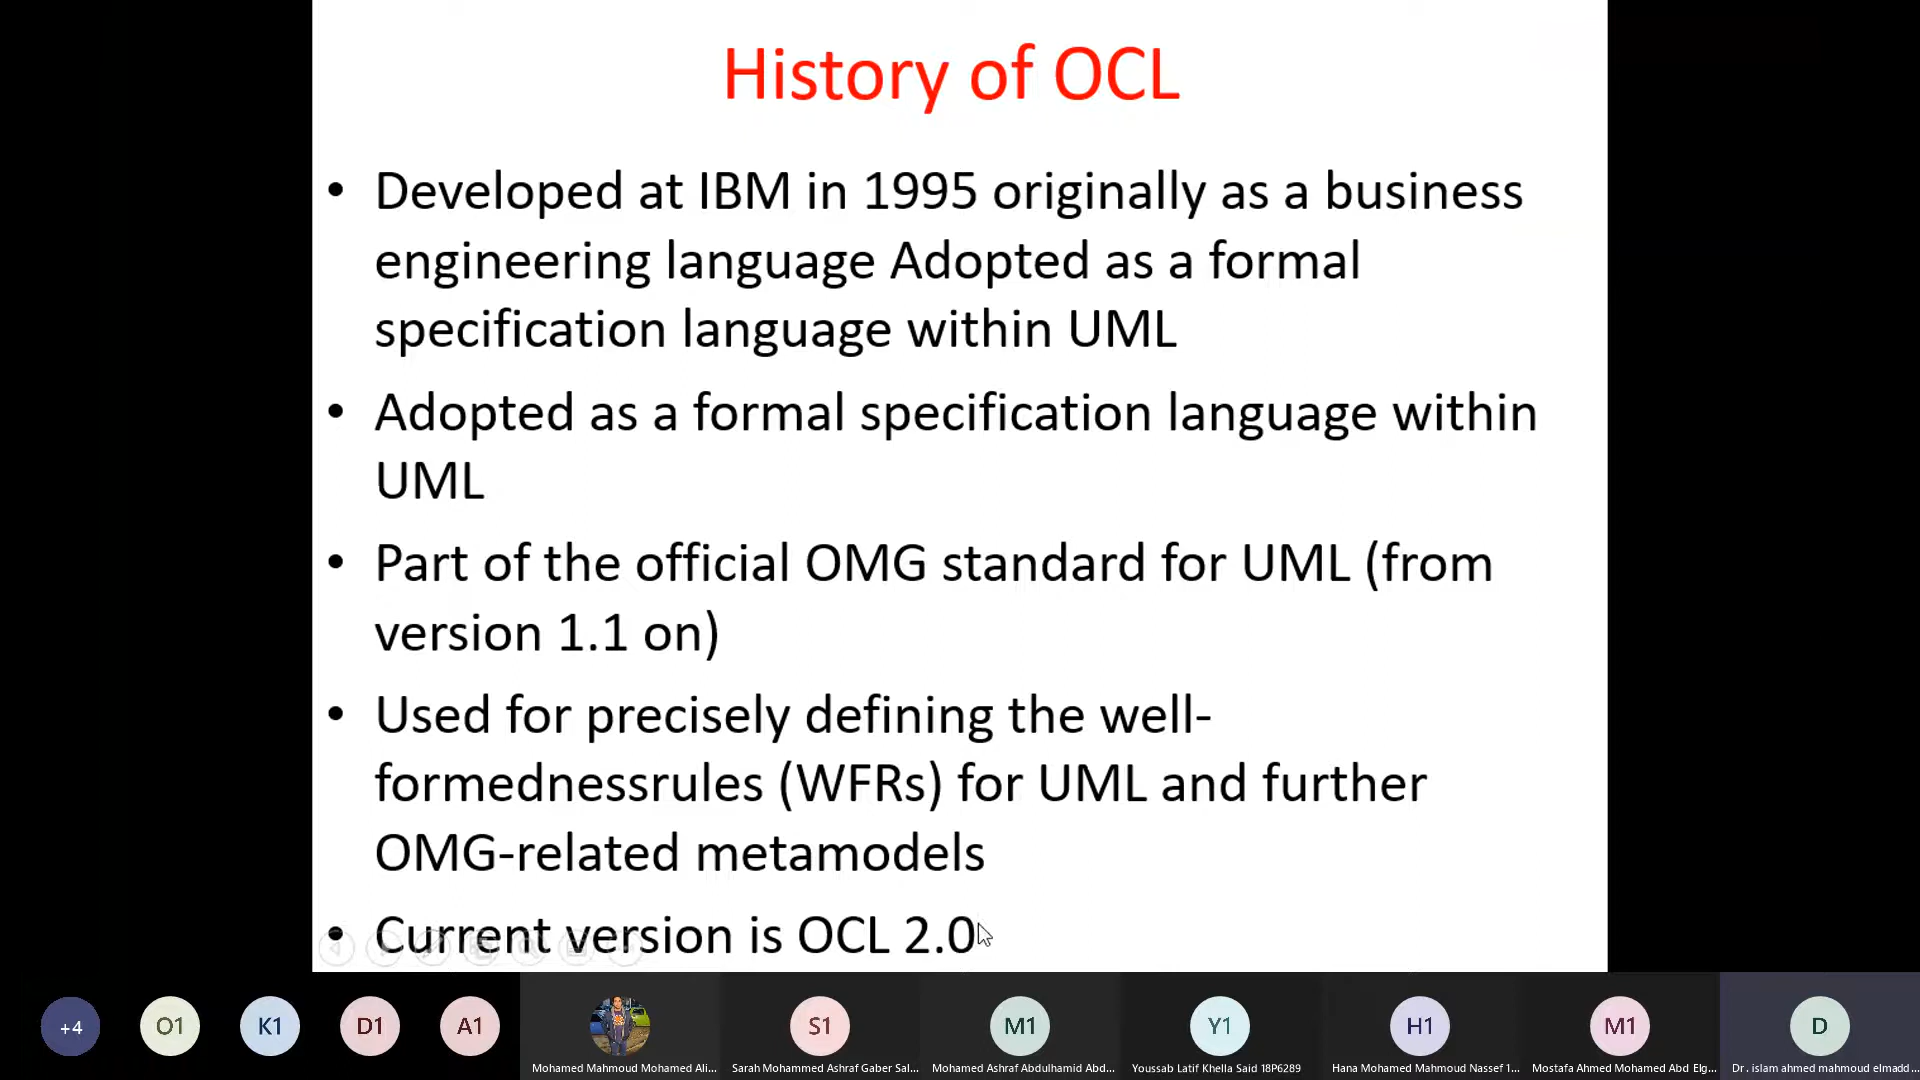 History of OCL
• Developed at IBM in 1995 originally as a business
engineering language Adopted as a formal
specification language within UML
• Adopted as a formal specification language within
UML
• Part of the official OMG standard for UML (from
version 1.1 on)
• Used for precisely defining the well-
formednessrules (WFRs) for UML and further
OMG-related metamodels
• Current version is OCL 2.0
+4 O1 K1 D1 A1 S1 M1 Y1 H1 M1 D
Mohamed Mahmoud Mohamed Ali... Sarah Mohammed Ashraf Gaber Sal... Mohamed Ashraf Abdulhamid Abd... Youssab Latif Khella Said 18P6289 Hana Mohamed Mahmoud Nassef 1... Mostafa Ahmed Mohamed Abd Elg... Dr. islam ahmed mahmoud elmadd...